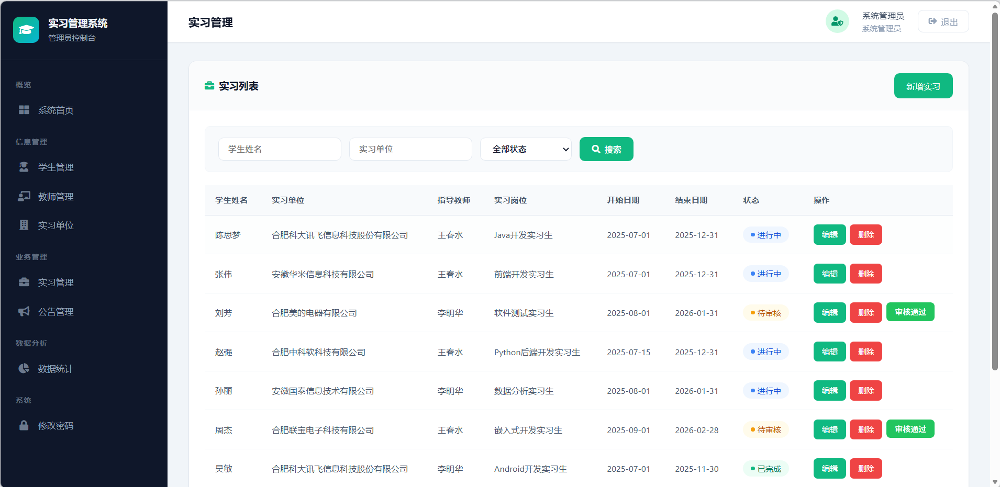 实习管理系统
管理员控制台
概览
系统首页
信息管理
学生管理
教师管理
实习单位
业务管理
实习管理
公告管理
数据分析
数据统计
系统
修改密码
实习管理
系统管理员
系统管理员
退出
实习列表
新增实习
学生姓名 实习单位 全部状态 搜索
学生姓名 实习单位 指导教师 实习岗位 开始日期 结束日期 状态 操作
陈思梦 合肥科大讯飞信息科技股份有限公司 王春水 Java开发实习生 2025-07-01 2025-12-31 进行中 编辑 删除
张伟 安徽华米信息科技有限公司 王春水 前端开发实习生 2025-07-01 2025-12-31 进行中 编辑 删除
刘芳 合肥美的电器有限公司 李明华 软件测试实习生 2025-08-01 2026-01-31 待审核 编辑 删除 审核通过
赵强 合肥中科软科技有限公司 王春水 Python后端开发实习生 2025-07-15 2025-12-31 进行中 编辑 删除
孙丽 安徽国泰信息技术有限公司 李明华 数据分析实习生 2025-08-01 2026-01-31 进行中 编辑 删除
周杰 合肥联宝电子科技有限公司 王春水 嵌入式开发实习生 2025-09-01 2026-02-28 待审核 编辑 删除 审核通过
吴敏 合肥科大讯飞信息科技股份有限公司 李明华 Android开发实习生 2025-07-01 2025-11-30 已完成 编辑 删除